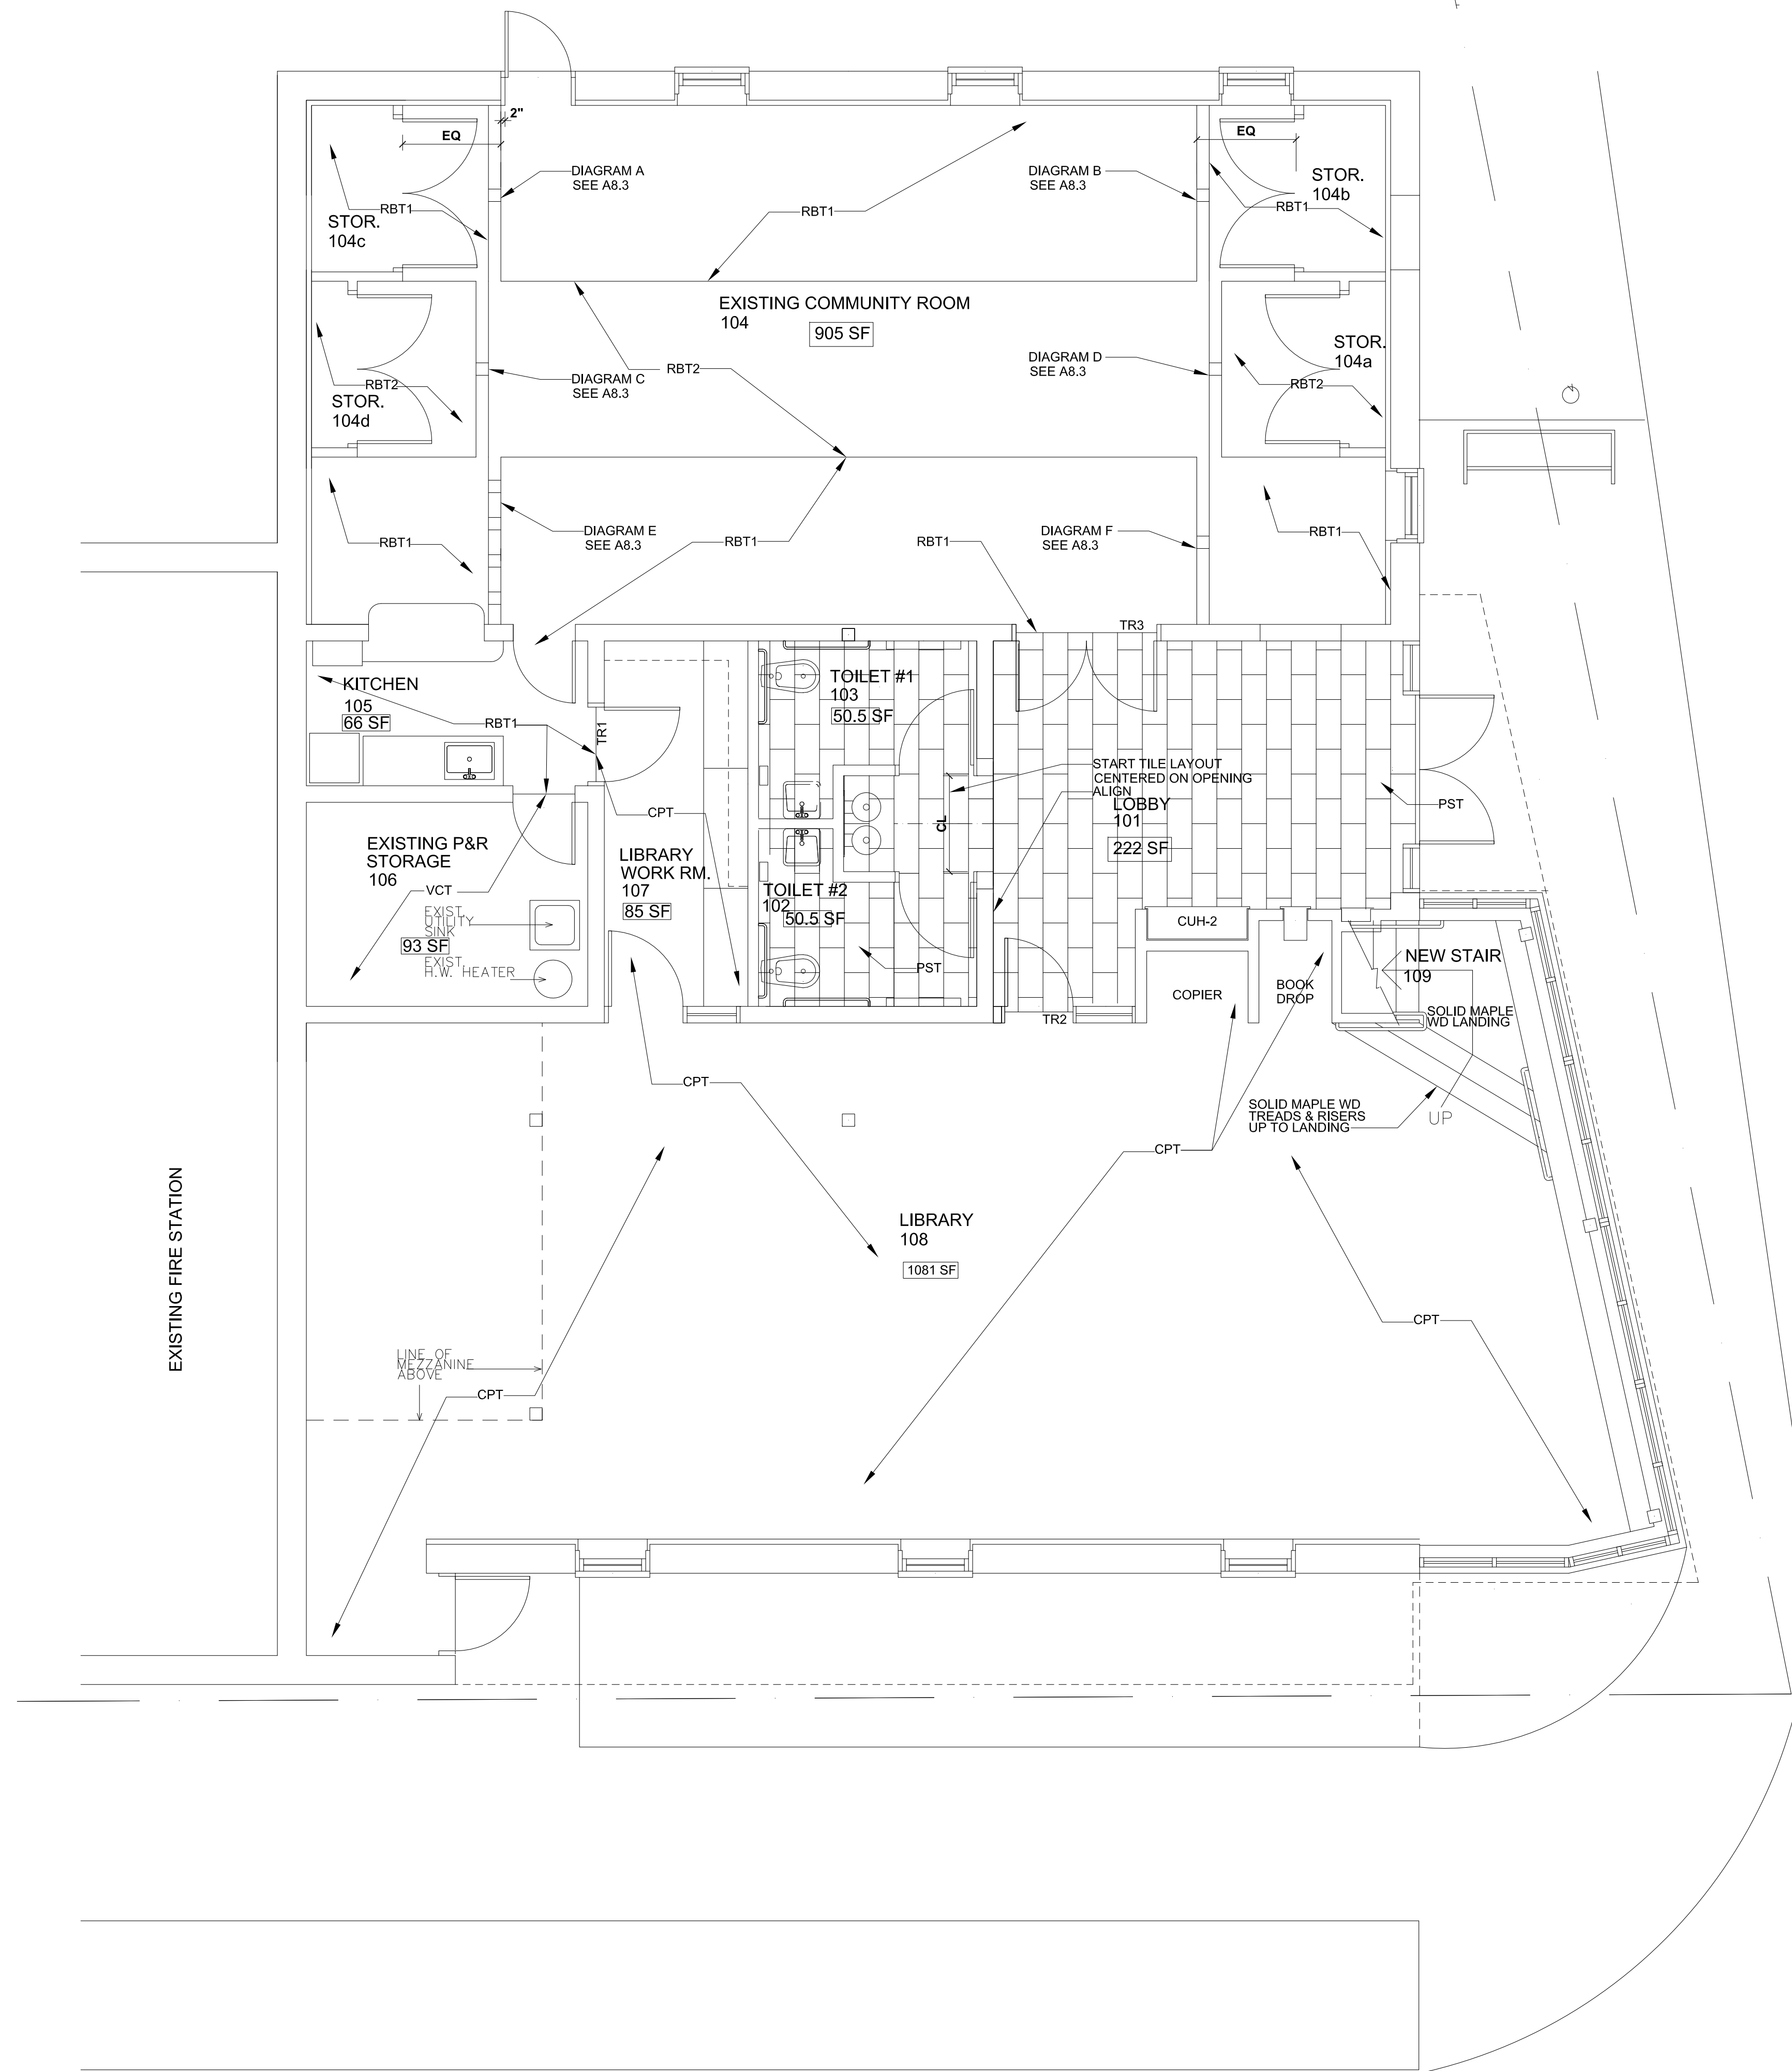 2"
EQ
EQ
DIAGRAM A
SEE A8.3
DIAGRAM B
SEE A8.3
STOR.
104b
RBT1
RBT1
RBT1
STOR.
104c
EXISTING COMMUNITY ROOM
104
905 SF
STOR.
104a
DIAGRAM D
SEE A8.3
RBT2
DIAGRAM C
SEE A8.3
RBT2
RBT2
STOR.
104d
DIAGRAM E
SEE A8.3
DIAGRAM F
SEE A8.3
RBT1
RBT1
RBT1
RBT1
TR3
KITCHEN
105
66 SF
RBT1
TR1
TOILET #1
103
50.5 SF
START TILE LAYOUT
CENTERED ON OPENING
ALIGN
LOBBY
101
222 SF
PST
CPT
CL
EXISTING P&R
STORAGE
106
VCT
EXIST.
UTILITY
SINK
93 SF
EXIST.
H.W. HEATER
LIBRARY
WORK RM.
107
85 SF
TOILET #2
102
50.5 SF
PST
CUH-2
COPIER
BOOK
DROP
NEW STAIR
109
SOLID MAPLE
WD LANDING
TR2
CPT
SOLID MAPLE WD
TREADS & RISERS
UP TO LANDING
UP
CPT
EXISTING FIRE STATION
LIBRARY
108
1081 SF
CPT
LINE OF
MEZZANINE
ABOVE
CPT